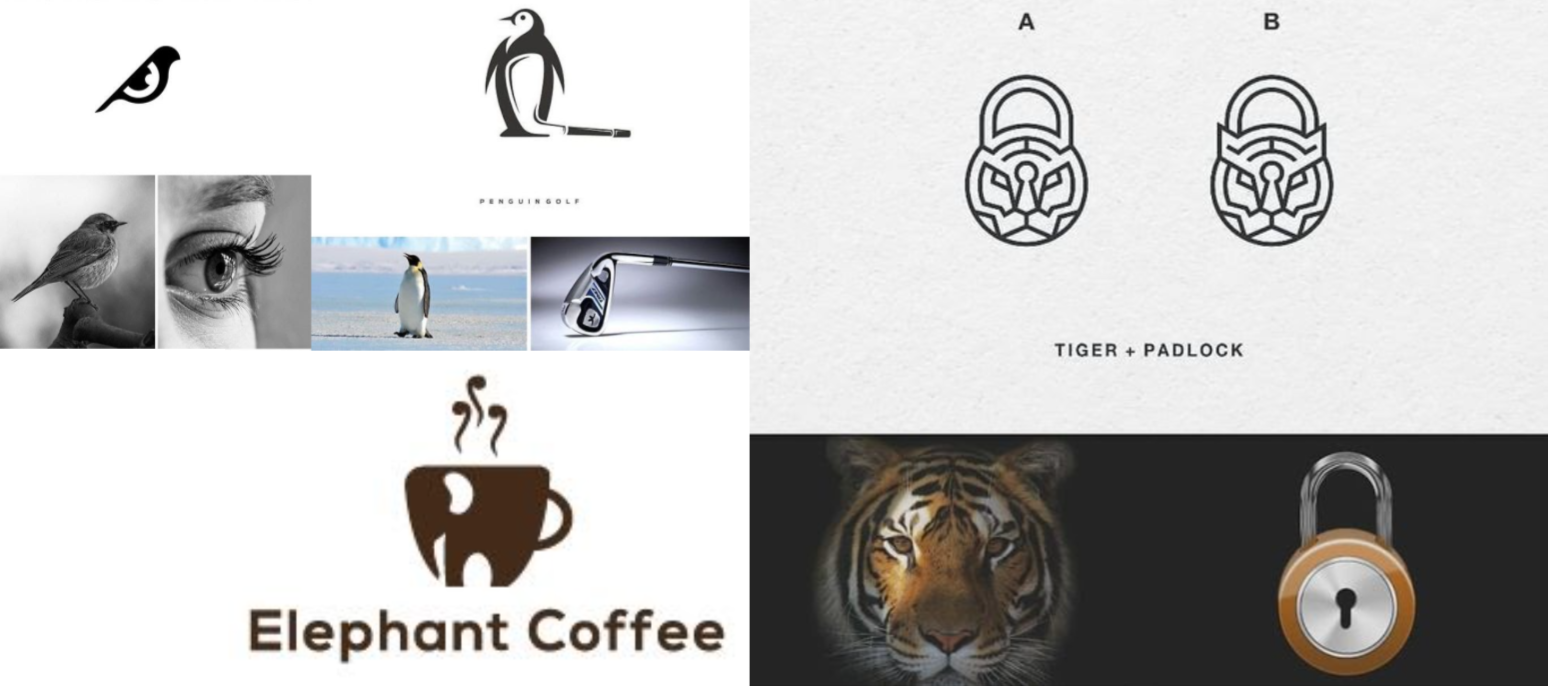 PENGUINGOLF
Elephant Coffee
A
B
TIGER + PADLOCK